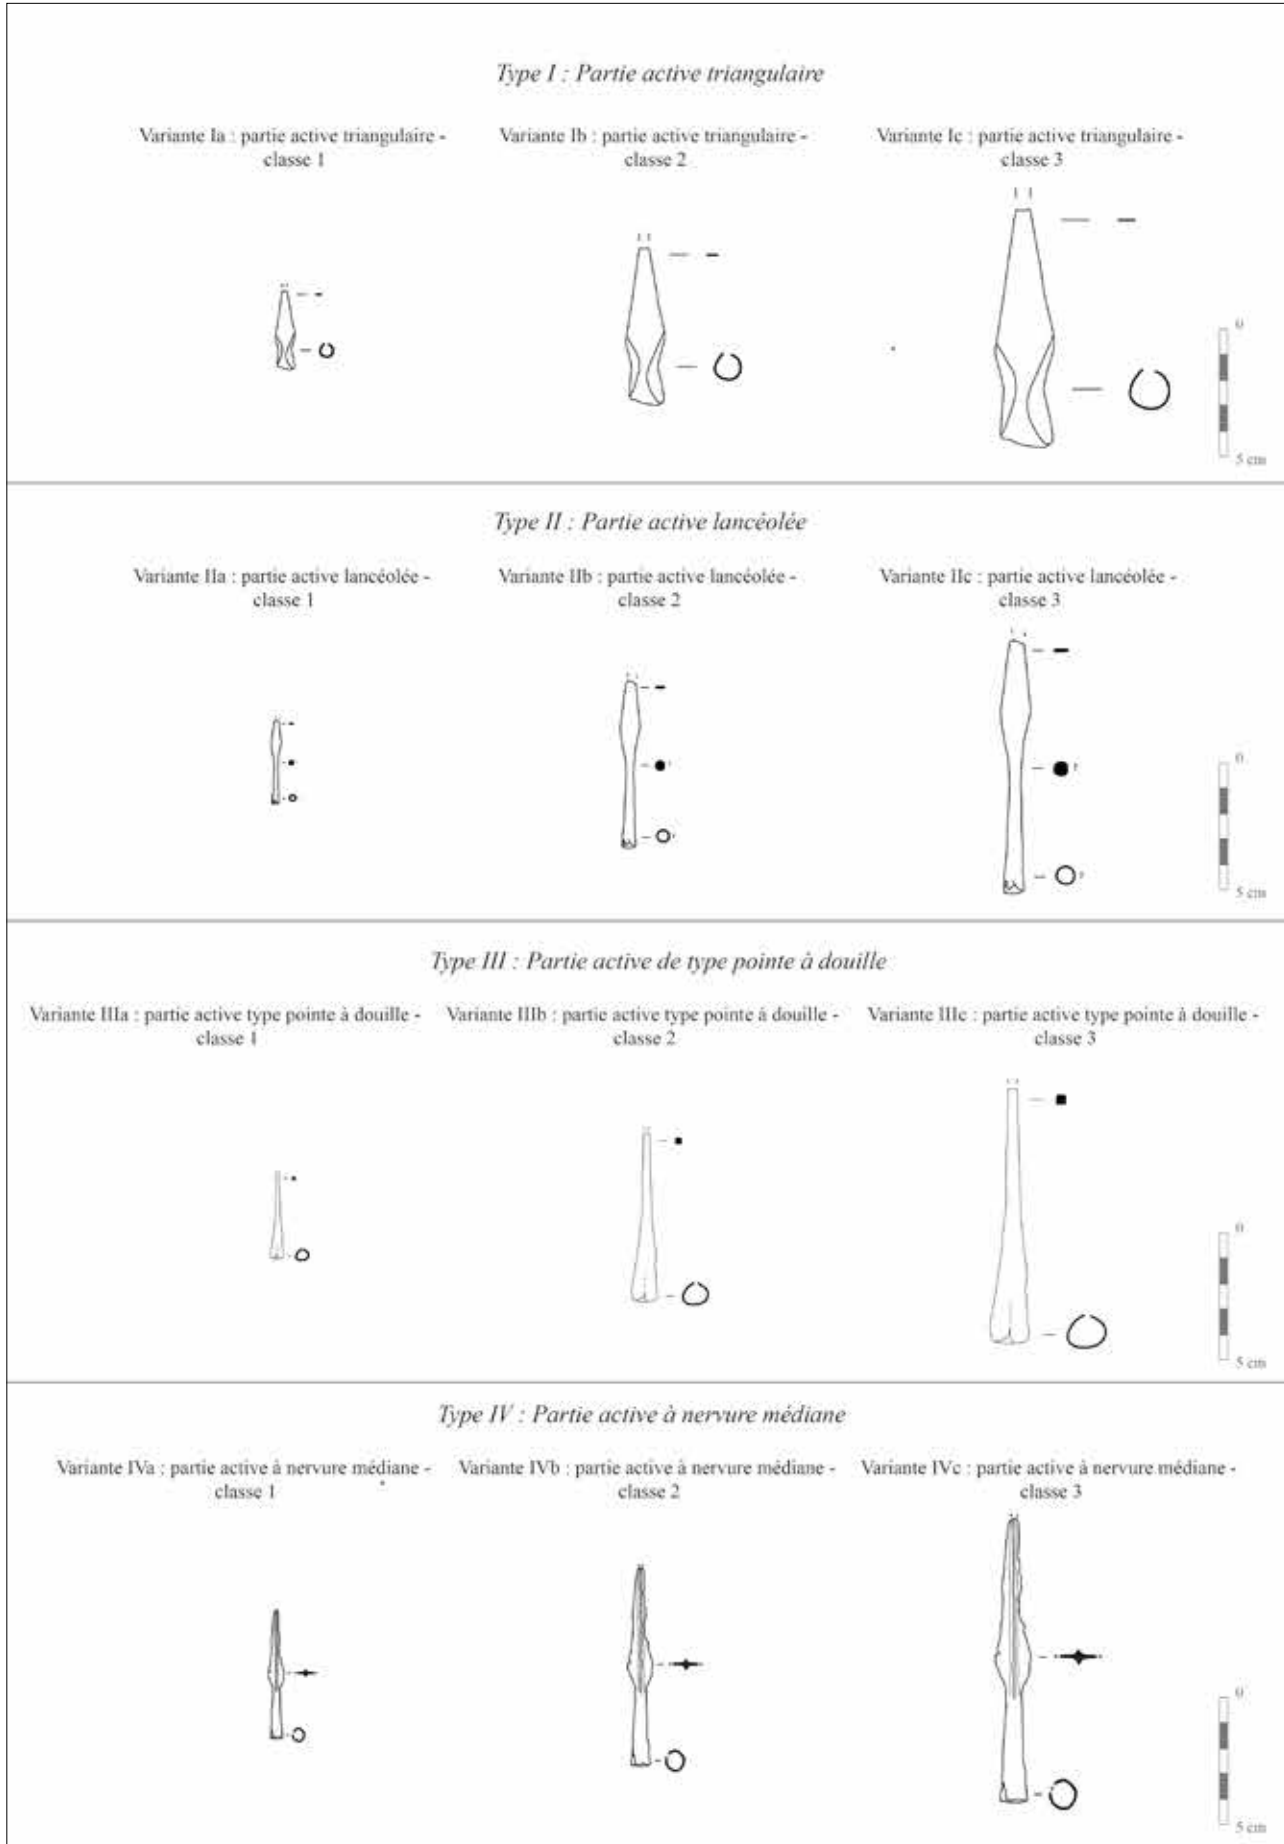 Type I : Partie active triangulaire
Variante Ia : partie active triangulaire -
classe 1
Variante Ib : partie active triangulaire -
classe 2
Variante Ic : partie active triangulaire -
classe 3
0
5 cm
Type II : Partie active lancéolée
Variante IIa : partie active lancéolée -
classe 1
Variante IIb : partie active lancéolée -
classe 2
Variante IIc : partie active lancéolée -
classe 3
0
?
?
5 cm
Type III : Partie active de type pointe à douille
Variante IIIa : partie active type pointe à douille -
classe 1
Variante IIIb : partie active type pointe à douille -
classe 2
Variante IIIc : partie active type pointe à douille -
classe 3
0
5 cm
Type IV : Partie active à nervure médiane
Variante IVa : partie active à nervure médiane -
classe 1
Variante IVb : partie active à nervure médiane -
classe 2
Variante IVc : partie active à nervure médiane -
classe 3
0
5 cm